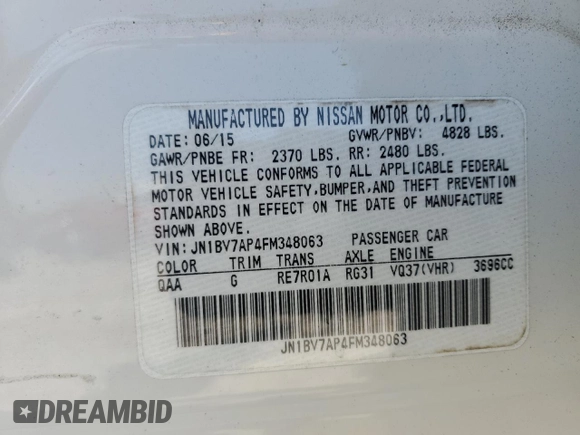 MANUFACTURED BY NISSAN MOTOR CO.,LTD.
DATE: 06/15 GVWR/PNBV: 4828 LBS.
GAWR/PNBE FR: 2370 LBS. RR: 2480 LBS.
THIS VEHICLE CONFORMS TO ALL APPLICABLE FEDERAL
MOTOR VEHICLE SAFETY,BUMPER,AND THEFT PREVENTION
STANDARDS IN EFFECT ON THE DATE OF MANUFACTURE
SHOWN ABOVE.
VIN: JN1BV7AP4FM348063 PASSENGER CAR
COLOR TRIM TRANS AXLE ENGINE
QAA G RE7R01A RG31 VQ37(VHR) 3696CC
JN1BV7AP4FM348063
DREAMBID